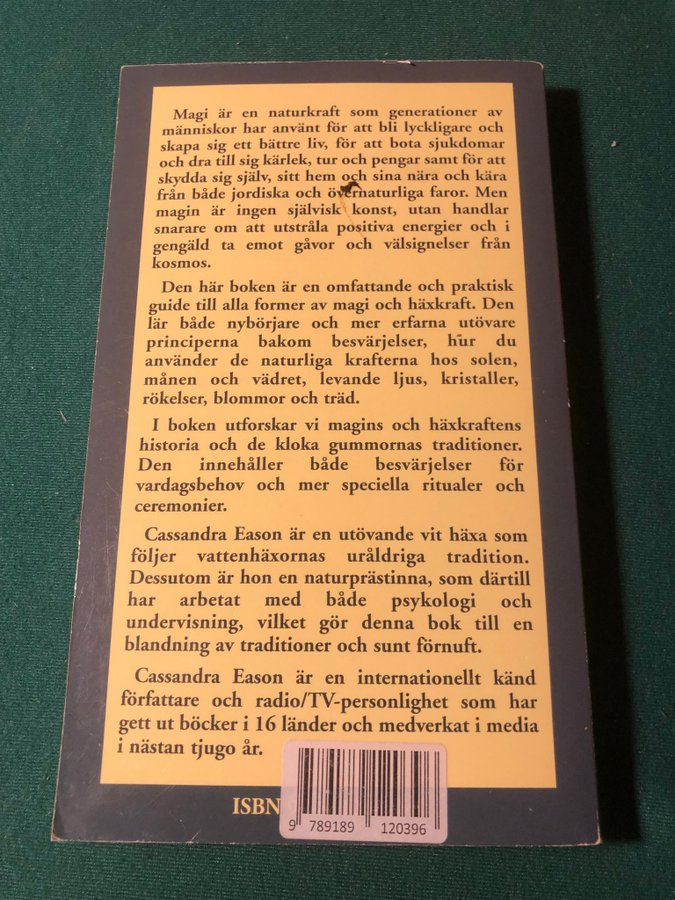 Magi är en naturkraft som generationer av
människor har använt för att bli lyckligare och
skapa sig ett bättre liv, för att bota sjukdomar
och dra till sig kärlek, tur och pengar samt för att
skydda sig själv, sitt hem och sina nära och kära
från både jordiska och övernaturliga faror. Men
magin är ingen självisk konst, utan handlar
snarare om att utstråla positiva energier och i
gengäld ta emot gåvor och välsignelser från
kosmos.
Den här boken är en omfattande och praktisk
guide till alla former av magi och häxkraft. Den
lär både nybörjare och mer erfarna utövare
principerna bakom besvärjelser, hur du
använder de naturliga krafterna hos solen,
månen och vädret, levande ljus, kristaller,
rökelser, blommor och träd.
I boken utforskar vi magins och häxkraftens
historia och de kloka gummornas traditioner.
Den innehåller både besvärjelser för
vardagsbehov och mer speciella ritualer och
ceremonier.
Cassandra Eason är en utövande vit häxa som
följer vattenhäxornas uråldriga tradition.
Dessutom är hon en naturprästinna, som därtill
har arbetat med både psykologi och
undervisning, vilket gör denna bok till en
blandning av traditioner och sunt förnuft.
Cassandra Eason är en internationellt känd
författare och radio/TV-personlighet som har
gett ut böcker i 16 länder och medverkat i media
i nästan tjugo år.
ISBN
9 789189 120396